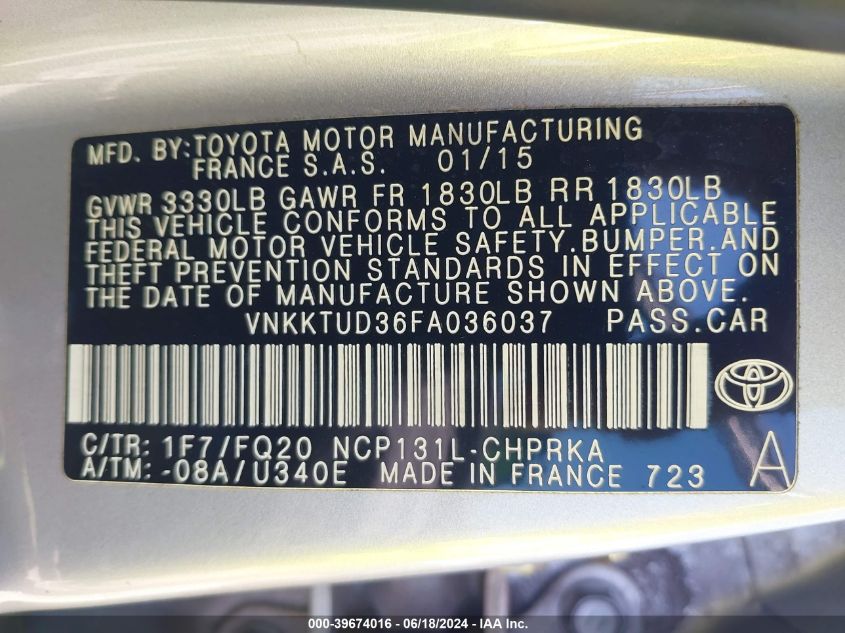 MFD. BY: TOYOTA MOTOR MANUFACTURING
FRANCE S.A.S. 01/15
GVWR 3330LB GAWR FR 1830LB RR 1830LB
THIS VEHICLE CONFORMS TO ALL APPLICABLE
FEDERAL MOTOR VEHICLE SAFETY.BUMPER.AND
THEFT PREVENTION STANDARDS IN EFFECT ON
THE DATE OF MANUFACTURE SHOWN ABOVE.
VNKKTUD36FA036037 PASS.CAR
C/TR: 1F7/FQ20 NCP131L-CHPRKA
A/TM: -08A/U340E MADE IN FRANCE 723 A
000-39674016 - 06/18/2024 - IAA Inc.